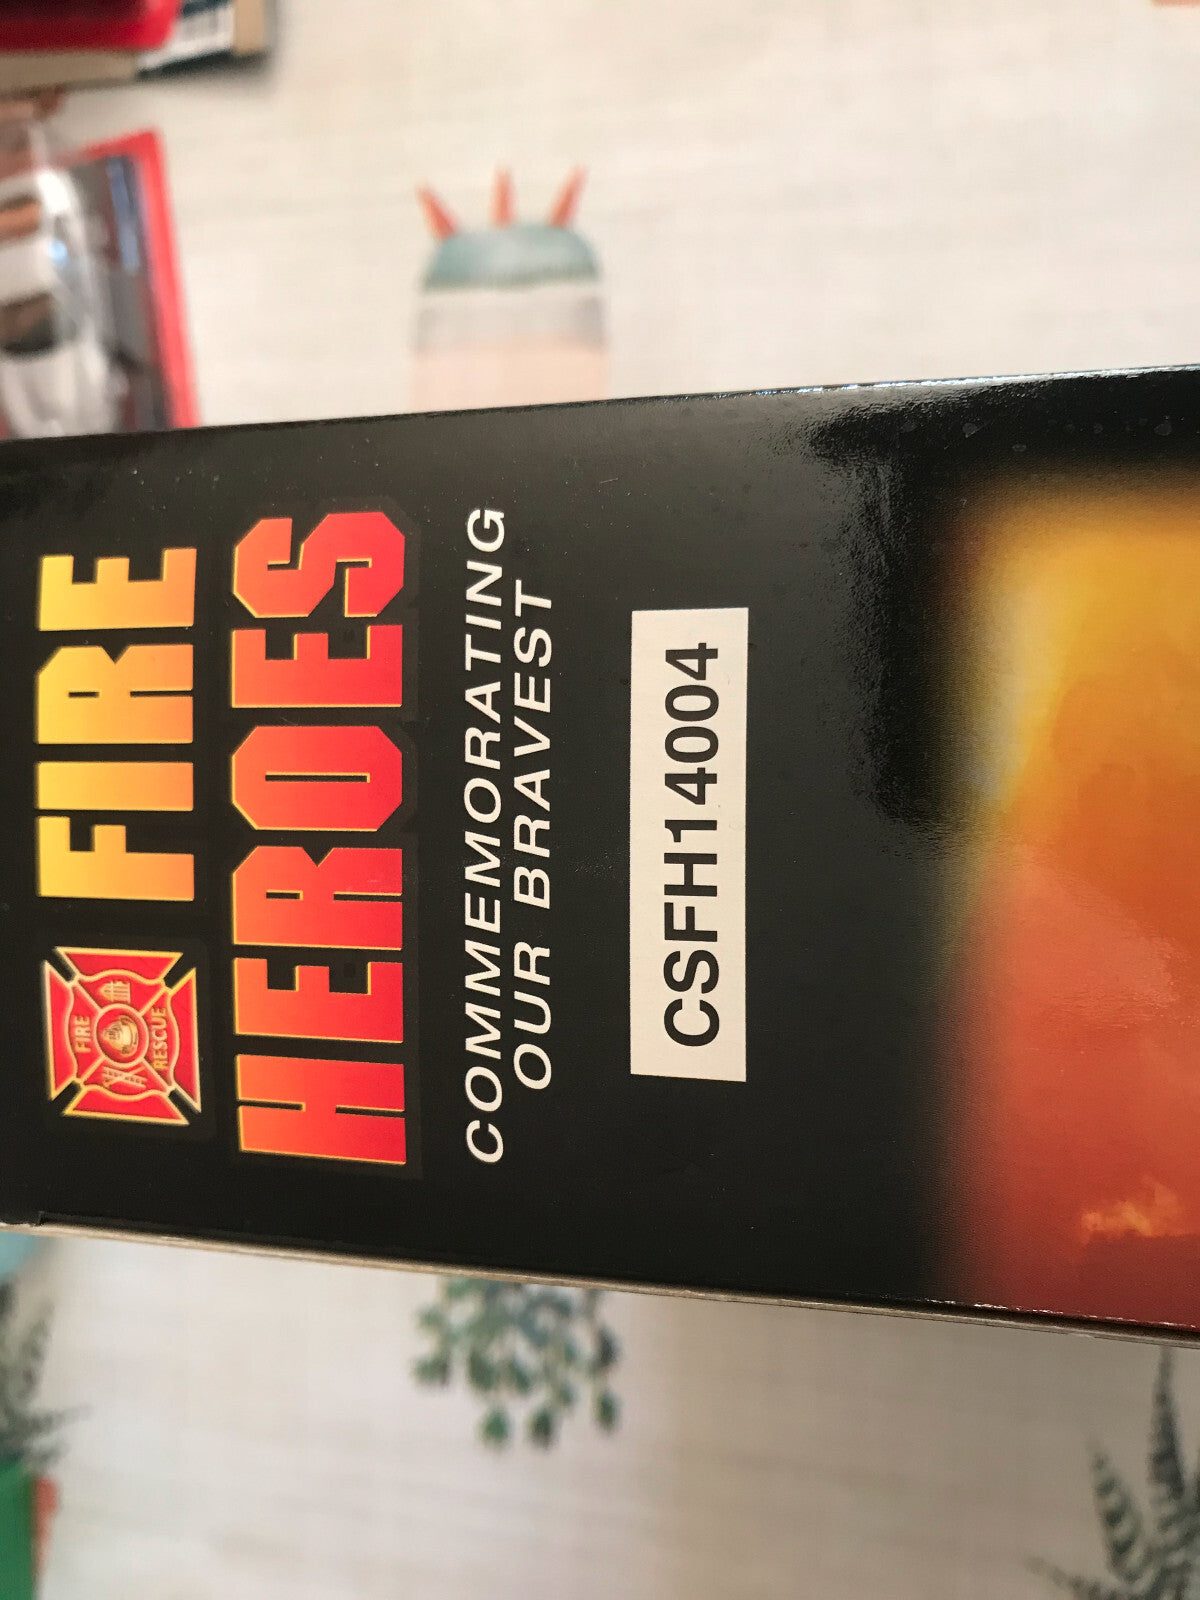 FIRE
RESCUE
FIRE
HEROES
COMMEMORATING
OUR BRAVEST
CSFH14004